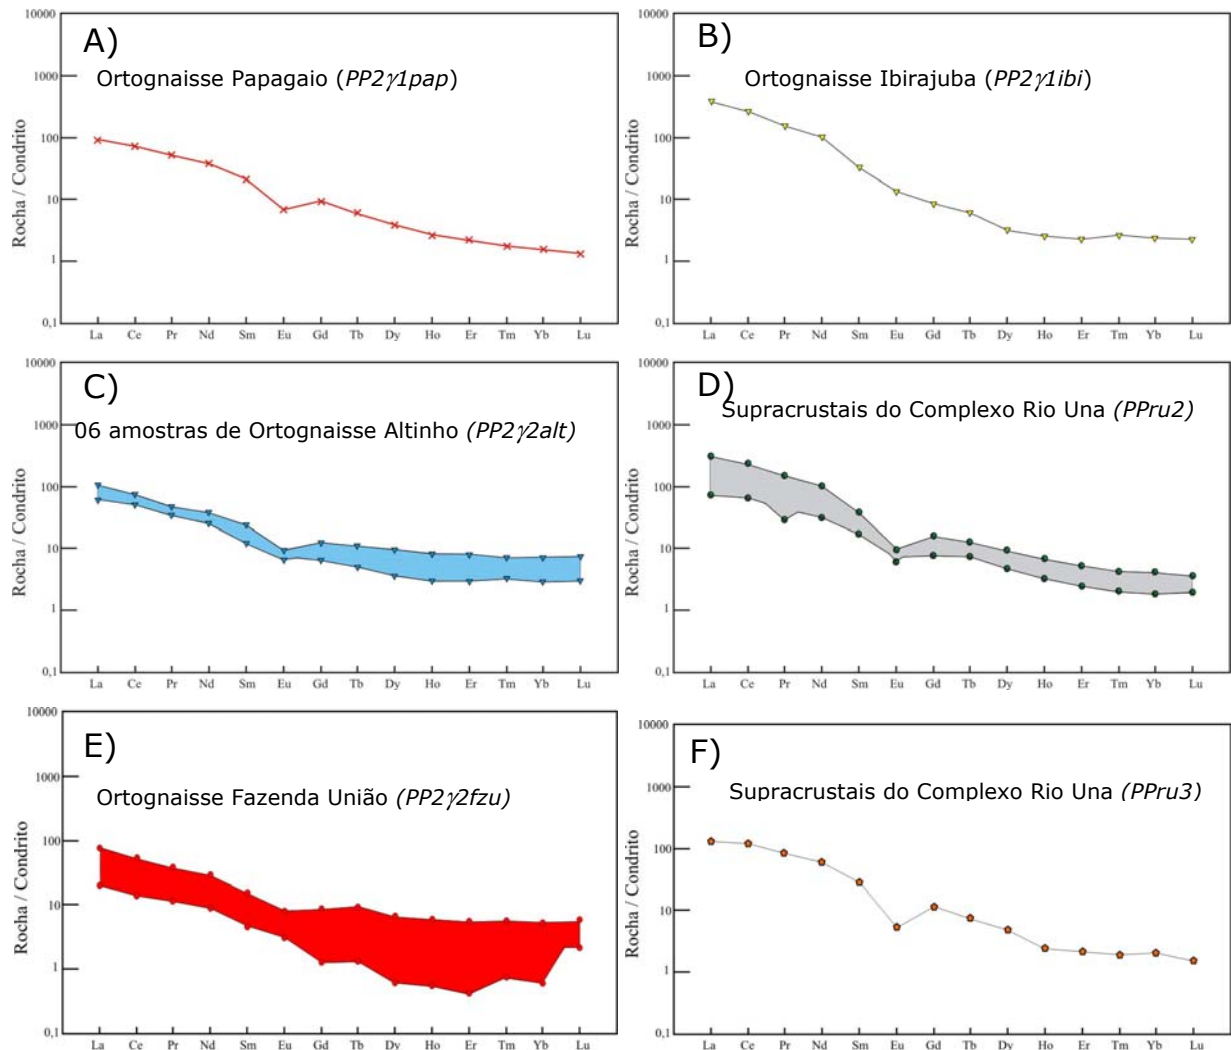 A)
Ortognaisse Papagaio (PP2γ1pap)
10000
1000
100
10
1
0,1
Rocha / Condrito
La Ce Pr Nd Sm Eu Gd Tb Dy Ho Er Tm Yb Lu
B)
Ortognaisse Ibirajuba (PP2γ1ibi)
10000
1000
100
10
1
0,1
Rocha / Condrito
La Ce Pr Nd Sm Eu Gd Tb Dy Ho Er Tm Yb Lu
C)
06 amostras de Ortognaisse Altinho (PP2γ2alt)
10000
1000
100
10
1
0,1
Rocha / Condrito
La Ce Pr Nd Sm Eu Gd Tb Dy Ho Er Tm Yb Lu
D)
Supracrustais do Complexo Rio Una (PPru2)
10000
1000
100
10
1
0,1
Rocha / Condrito
La Ce Pr Nd Sm Eu Gd Tb Dy Ho Er Tm Yb Lu
E)
Ortognaisse Fazenda União (PP2γ2fzu)
10000
1000
100
10
1
0,1
Rocha / Condrito
La Ce Pr Nd Sm Eu Gd Tb Dy Ho Er Tm Yb Lu
F)
Supracrustais do Complexo Rio Una (PPru3)
10000
1000
100
10
1
0,1
Rocha / Condrito
La Ce Pr Nd Sm Eu Gd Tb Dy Ho Er Tm Yb Lu